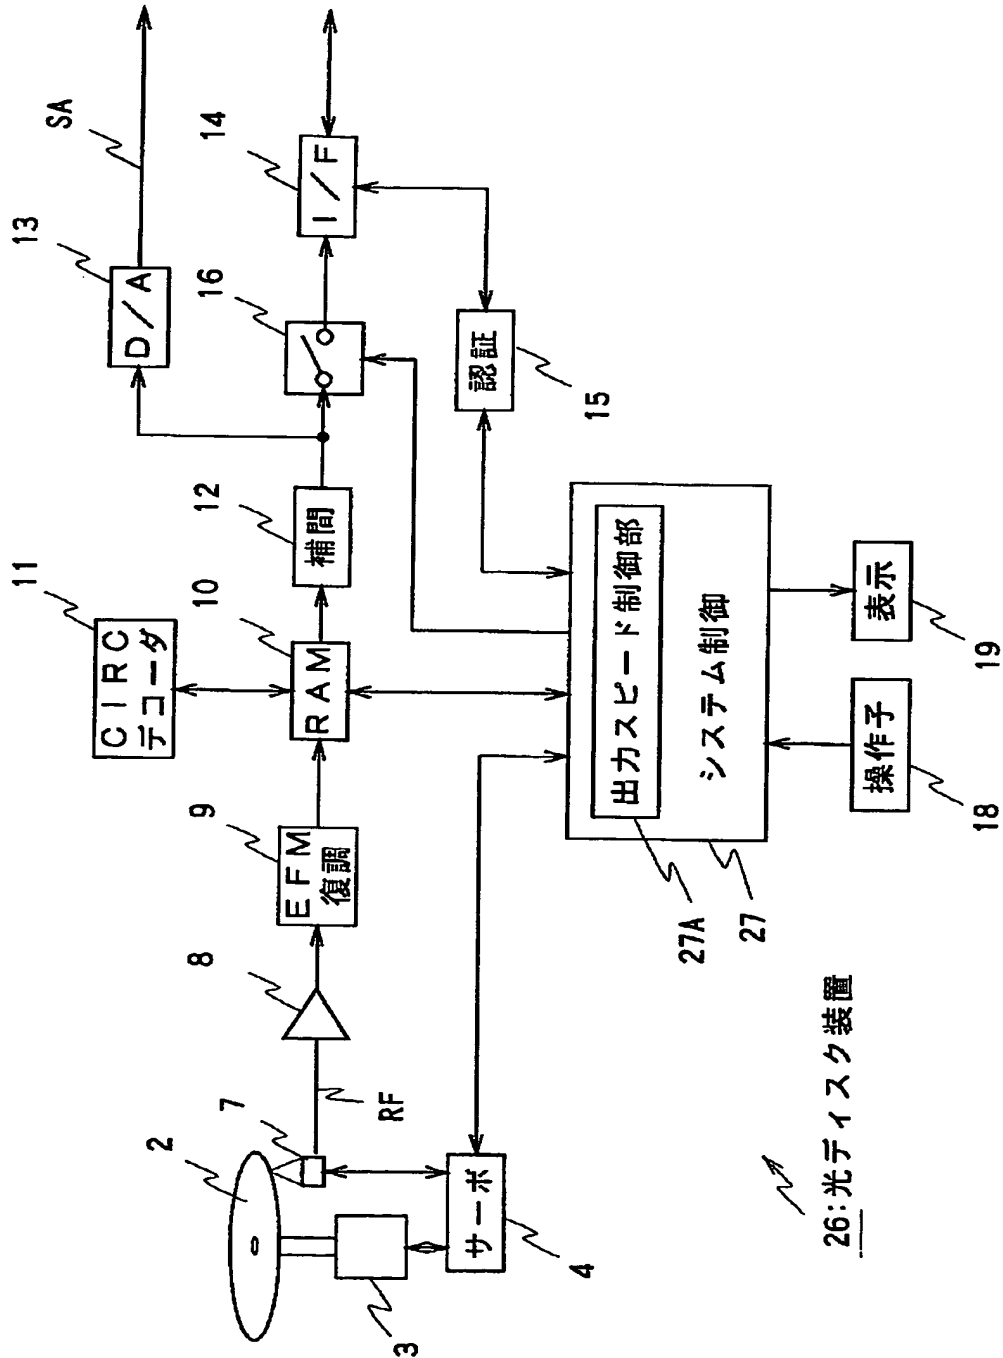 SA
13
D/A
14
I/F
16
認証
15
12
補間
11
CIRC
デコーダ
10
RAM
9
EFM
復調
8
RF
7
2
3
サーボ
4
出力スピード制御部
システム制御
27A
27
表示
19
操作子
18
26:光ディスク装置